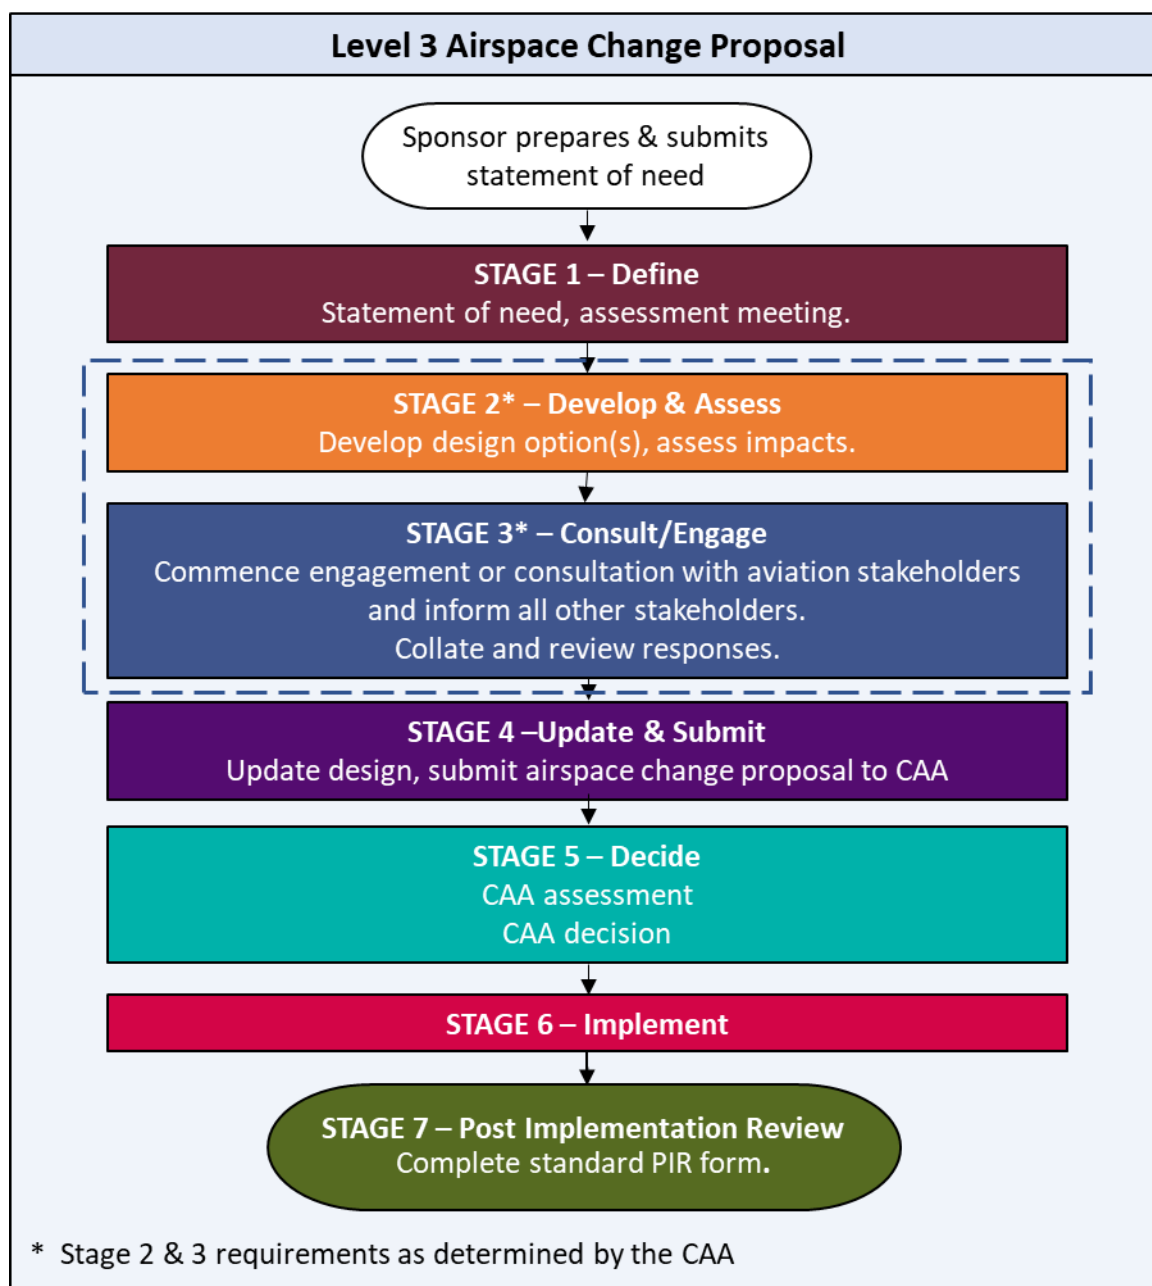 Level 3 Airspace Change Proposal
Sponsor prepares & submits
statement of need
STAGE 1 – Define
Statement of need, assessment meeting.
STAGE 2* – Develop & Assess
Develop design option(s), assess impacts.
STAGE 3* – Consult/Engage
Commence engagement or consultation with aviation stakeholders
and inform all other stakeholders.
Collate and review responses.
STAGE 4 –Update & Submit
Update design, submit airspace change proposal to CAA
STAGE 5 – Decide
CAA assessment
CAA decision
STAGE 6 – Implement
STAGE 7 – Post Implementation Review
Complete standard PIR form.
* Stage 2 & 3 requirements as determined by the CAA